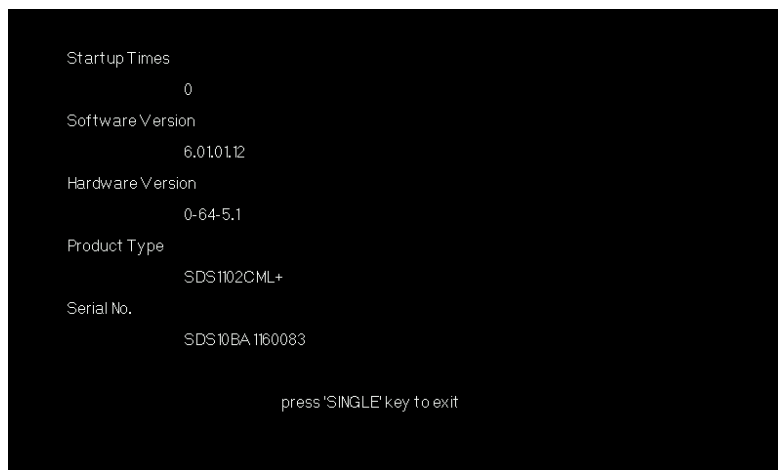 Startup Times
0
Software Version
6.01.01.12
Hardware Version
0-64-5.1
Product Type
SDS1102CML+
Serial No.
SDS10BA1160083
press 'SINGLE' key to exit